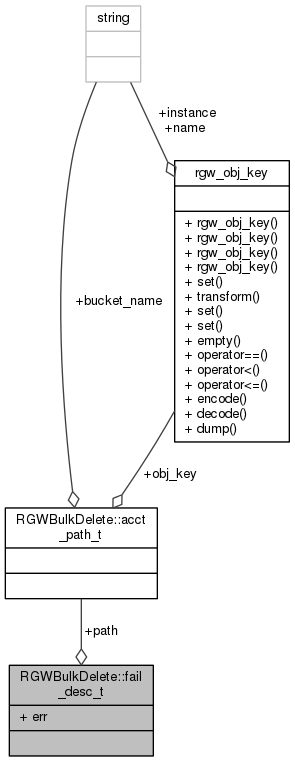 string
+instance
+name
rgw_obj_key
+ rgw_obj_key()
+ rgw_obj_key()
+ rgw_obj_key()
+ rgw_obj_key()
+ set()
+ transform()
+ set()
+ set()
+ empty()
+ operator==()
+ operator<()
+ operator<=()
+ encode()
+ decode()
+ dump()
+bucket_name
+obj_key
RGWBulkDelete::acct
_path_t
+path
RGWBulkDelete::fail
_desc_t
+ err